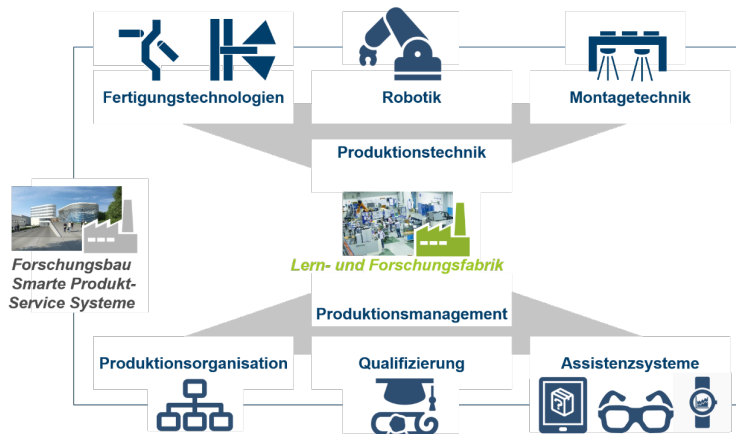 Fertigungstechnologien
Robotik
Montagetechnik
Produktionstechnik
Forschungsbau
Smarte Produkt-
Service Systeme
Lern- und Forschungsfabrik
Produktionsmanagement
Produktionsorganisation
Qualifizierung
Assistenzsysteme